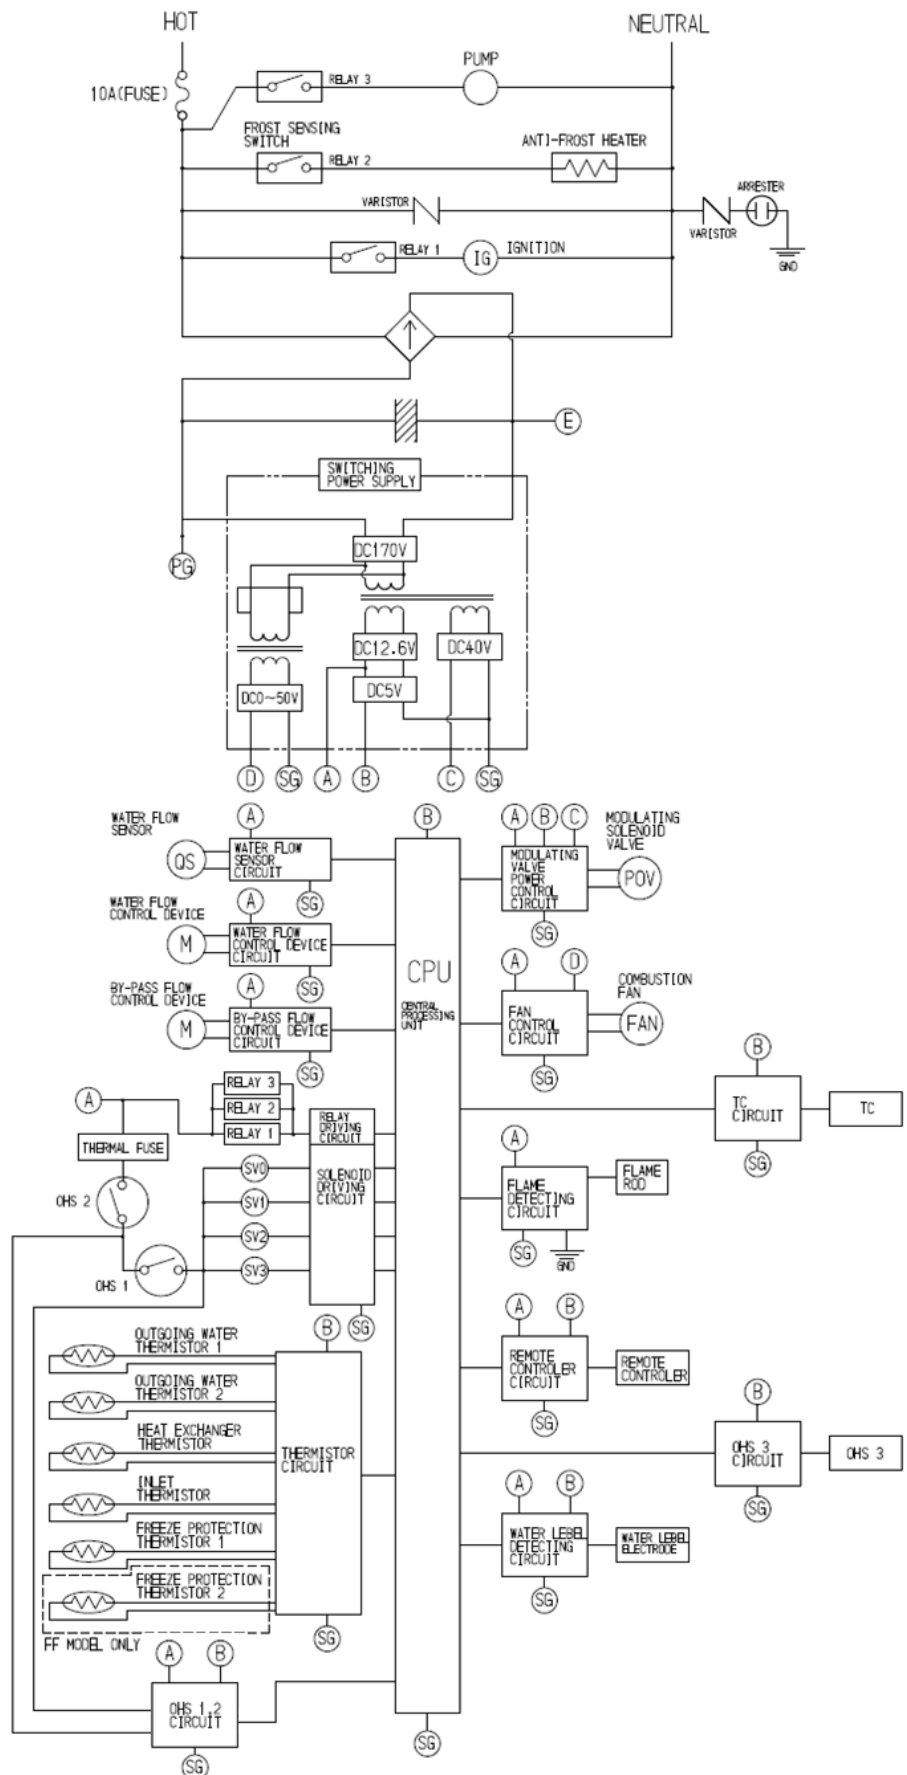 HOT
NEUTRAL
10A(FUSE)
RELAY 3
PUMP
FROST SENSING
SWITCH
RELAY 2
ANTI-FROST HEATER
VARISTOR
VARISTOR
ARRESTER
GND
RELAY 1
IG
IGNITION
E
SWITCHING
POWER SUPPLY
PG
DC170V
DC12.6V
DC40V
DC5V
DC0~50V
D
SG
A
B
C
SG
WATER FLOW
SENSOR
QS
A
WATER FLOW
SENSOR
CIRCUIT
SG
WATER FLOW
CONTROL DEVICE
M
A
WATER FLOW
CONTROL DEVICE
CIRCUIT
SG
BY-PASS FLOW
CONTROL DEVICE
M
A
BY-PASS FLOW
CONTROL DEVICE
CIRCUIT
SG
B
CPU
CENTRAL
PROCESSING
UNIT
SG
A
B
C
MODULATING
VALVE
POWER
CONTROL
CIRCUIT
SG
MODULATING
SOLENOID
VALVE
POV
A
D
FAN
CONTROL
CIRCUIT
SG
COMBUSTION
FAN
FAN
B
TC
CIRCUIT
SG
TC
A
THERMAL FUSE
OHS 2
OHS 1
RELAY 3
RELAY 2
RELAY 1
RELAY
DRIVING
CIRCUIT
SV0
SV1
SV2
SV3
SOLENOID
DRIVING
CIRCUIT
SG
A
FLAME
DETECTING
CIRCUIT
SG
GND
FLAME
ROD
A
B
REMOTE
CONTROLER
CIRCUIT
SG
REMOTE
CONTROLER
B
OHS 3
CIRCUIT
SG
OHS 3
A
B
WATER LEBEL
DETECTING
CIRCUIT
SG
WATER LEBEL
ELECTRODE
OUTGOING WATER
THERMISTOR 1
OUTGOING WATER
THERMISTOR 2
HEAT EXCHANGER
THERMISTOR
INLET
THERMISTOR
FREEZE PROTECTION
THERMISTOR 1
FREEZE PROTECTION
THERMISTOR 2
FF MODEL ONLY
B
THERMISTOR
CIRCUIT
SG
A
B
OHS 1,2
CIRCUIT
SG